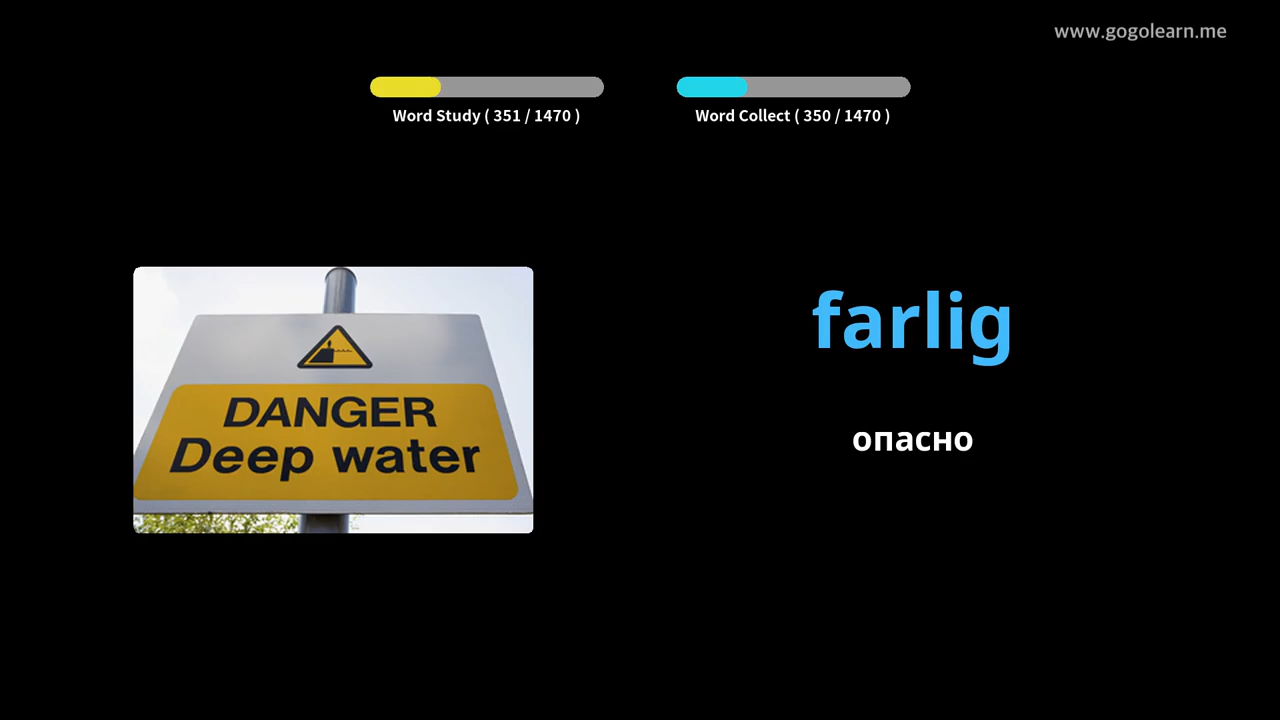 www.gogolearn.me
Word Study ( 351 / 1470 )
Word Collect ( 350 / 1470 )
DANGER
Deep water
farlig
опасно